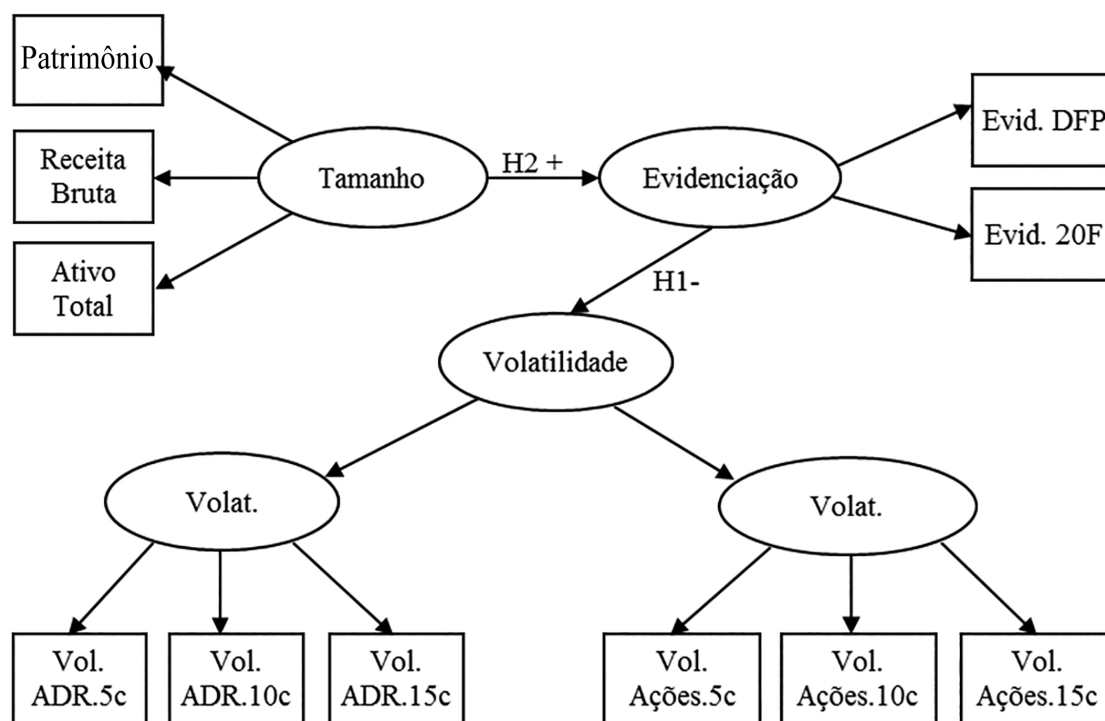 Patrimônio
Receita
Bruta
Ativo
Total
Tamanho
H2 +
Evidenciação
Evid. DFP
Evid. 20F
H1-
Volatilidade
Volat.
Volat.
Vol.
ADR.5c
Vol.
ADR.10c
Vol.
ADR.15c
Vol.
Ações.5c
Vol.
Ações.10c
Vol.
Ações.15c